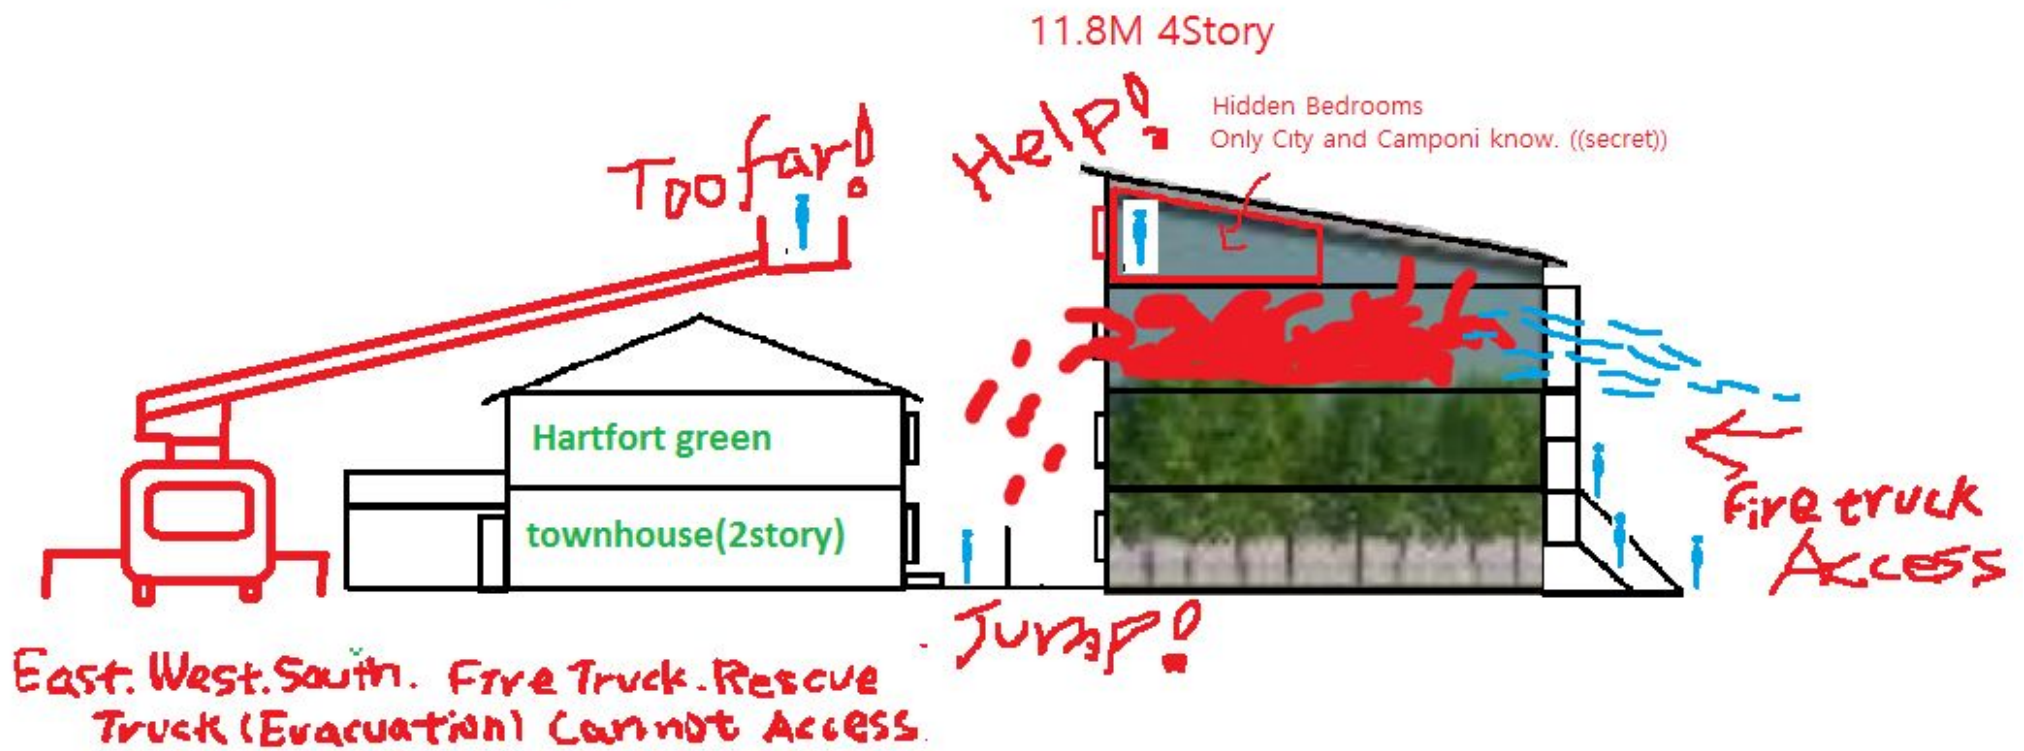 11.8M 4Story
Help!
Hidden Bedrooms
Only City and Camponi know. ((secret))
Too far!
Hartfort green
townhouse(2story)
Fire truck
Access
Jump!
East. West. South. Fire Truck. Rescue
Truck (Evacuation) Cannot Access.